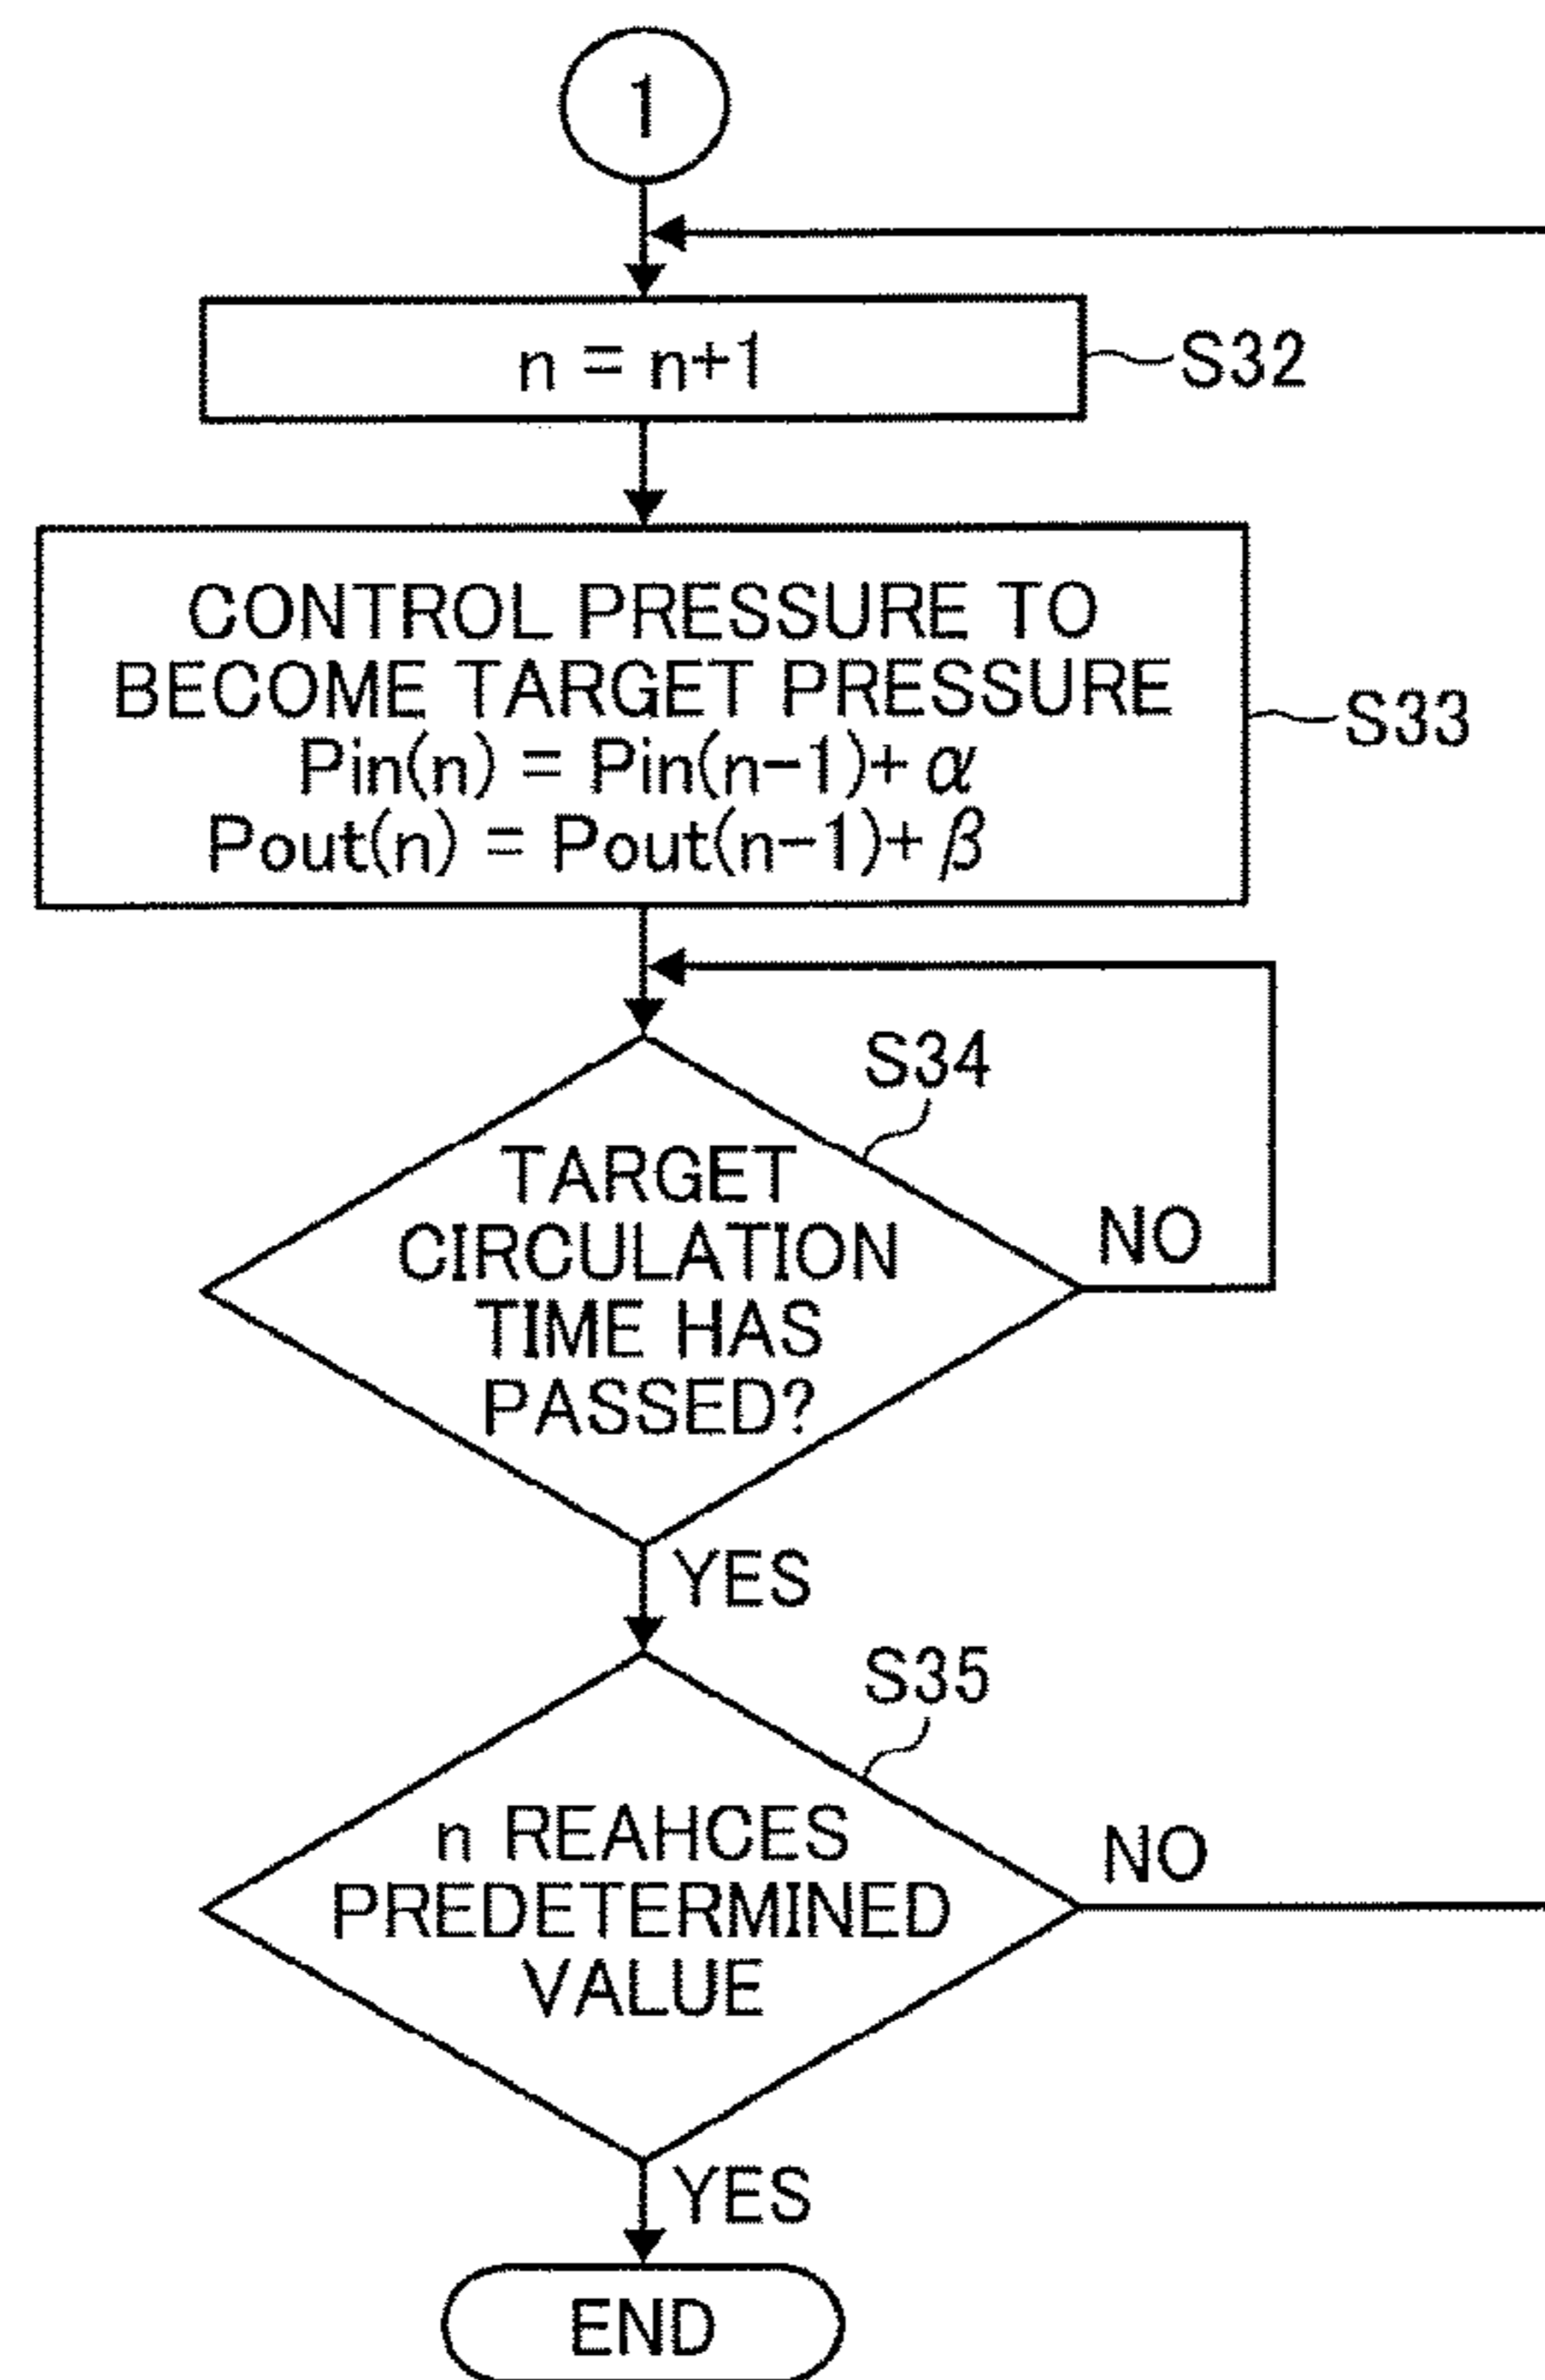 1
n = n+1
S32
CONTROL PRESSURE TO
BECOME TARGET PRESSURE
Pin(n) = Pin(n-1)+ α
Pout(n) = Pout(n-1)+ β
S33
S34
TARGET
CIRCULATION
TIME HAS
PASSED?
NO
YES
S35
n REAHCES
PREDETERMINED
VALUE
NO
YES
END